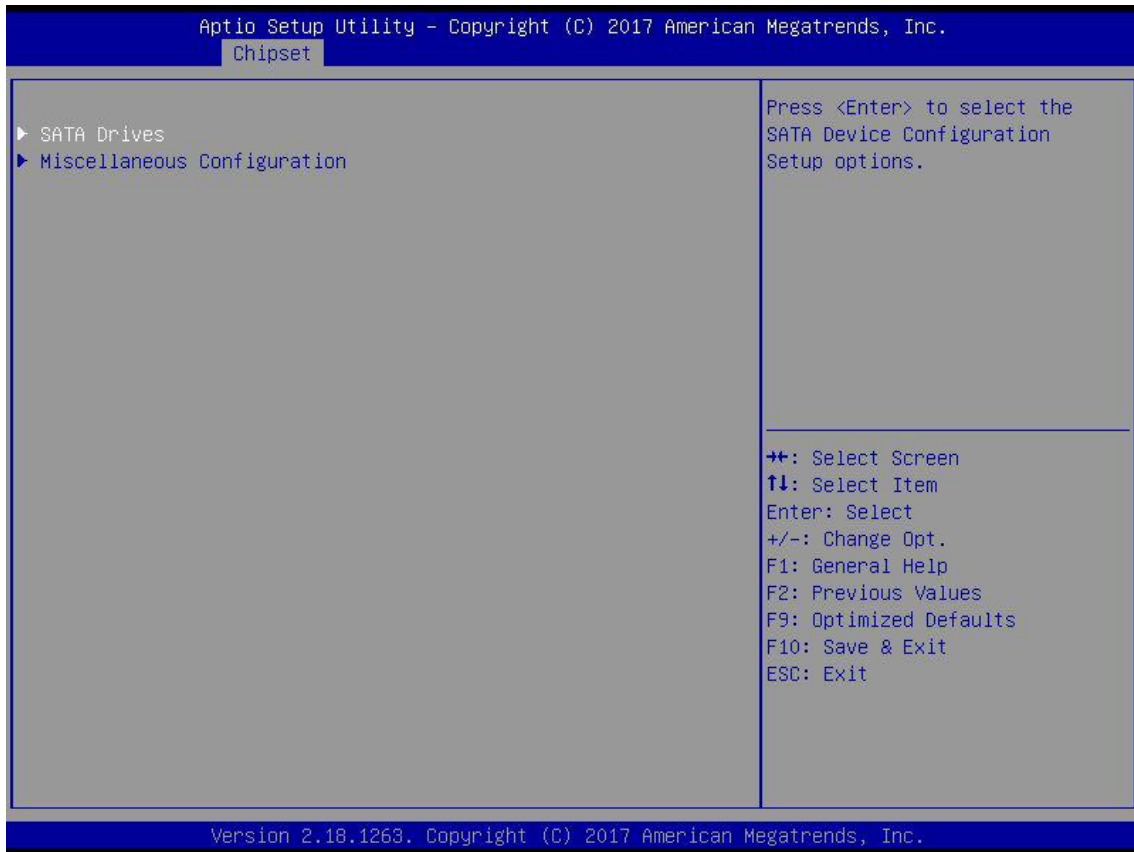 Aptio Setup Utility – Copyright (C) 2017 American Megatrends, Inc.
Chipset
▶ SATA Drives
▶ Miscellaneous Configuration
Press <Enter> to select the
SATA Device Configuration
Setup options.
→←: Select Screen
↑↓: Select Item
Enter: Select
+/-: Change Opt.
F1: General Help
F2: Previous Values
F9: Optimized Defaults
F10: Save & Exit
ESC: Exit
Version 2.18.1263. Copyright (C) 2017 American Megatrends, Inc.